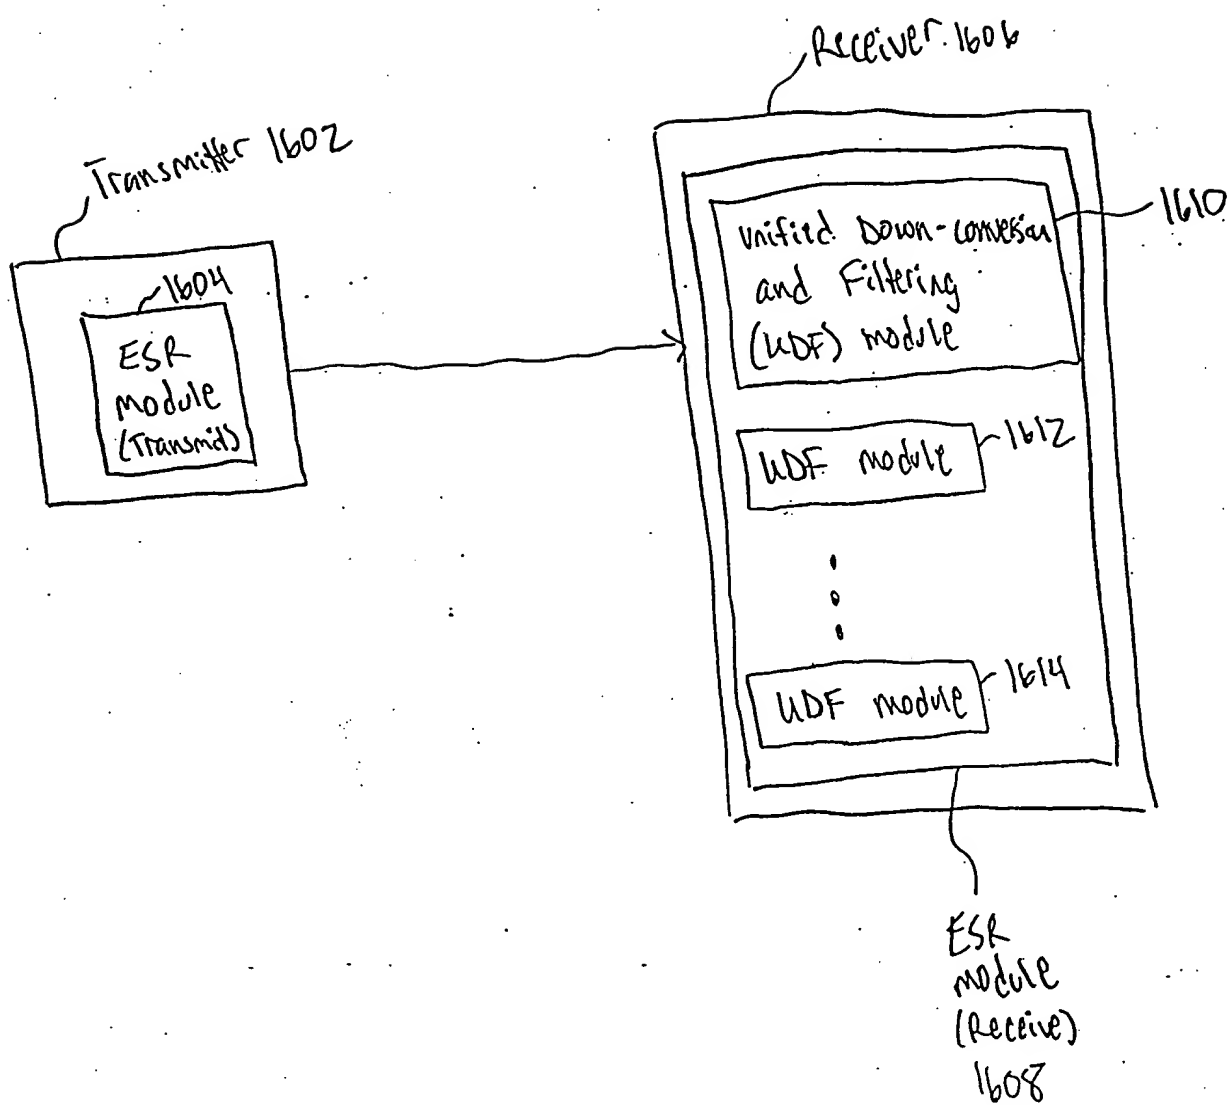 Receiver 1606
Transmitter 1602
1604
ESR
module
(Transmit)
1610
Unified Down-conversion
and Filtering
(UDF) module
1612
UDF module
1614
UDF module
ESR
module
(Receive)
1608